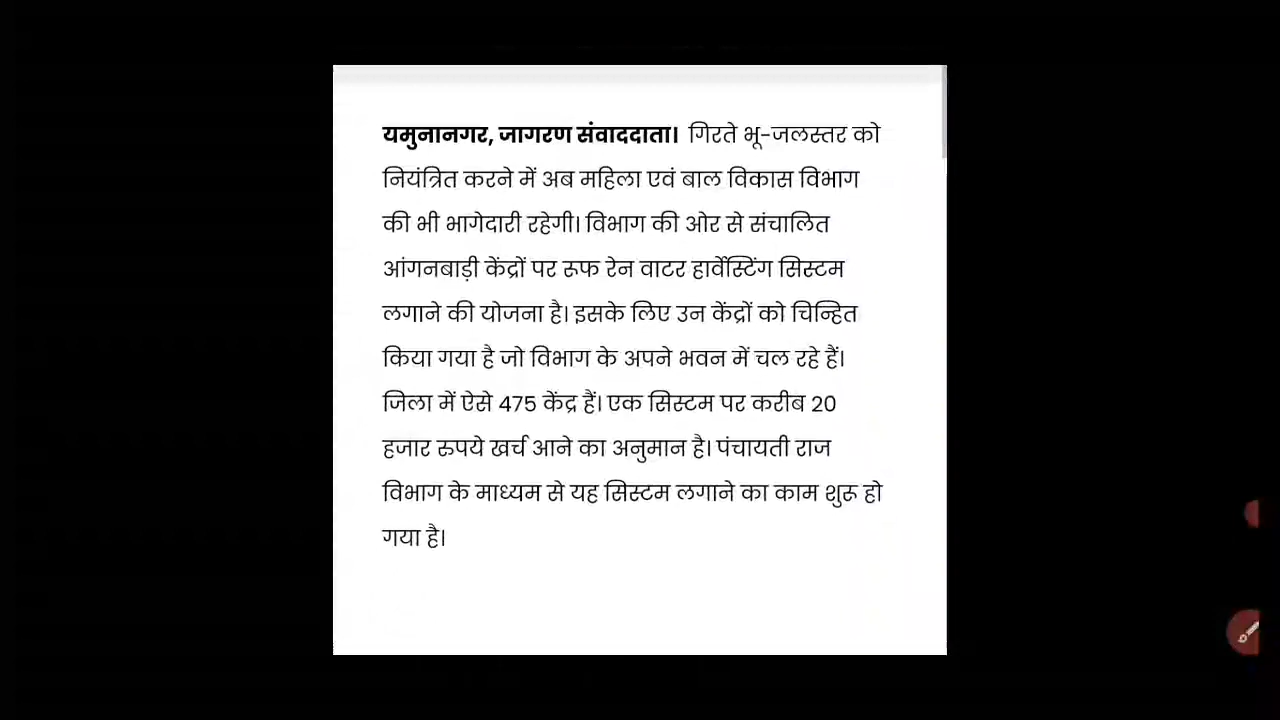 यमुनानगर, जागरण संवाददाता। गिरते भू-जलस्तर को
नियंत्रित करने में अब महिला एवं बाल विकास विभाग
की भी भागेदारी रहेगी। विभाग की ओर से संचालित
आंगनबाड़ी केंद्रों पर रूफ रेन वाटर हार्वेस्टिंग सिस्टम
लगाने की योजना है। इसके लिए उन केंद्रों को चिन्हित
किया गया है जो विभाग के अपने भवन में चल रहे हैं।
जिला में ऐसे 475 केंद्र हैं। एक सिस्टम पर करीब 20
हजार रुपये खर्च आने का अनुमान है। पंचायती राज
विभाग के माध्यम से यह सिस्टम लगाने का काम शुरू हो
गया है।